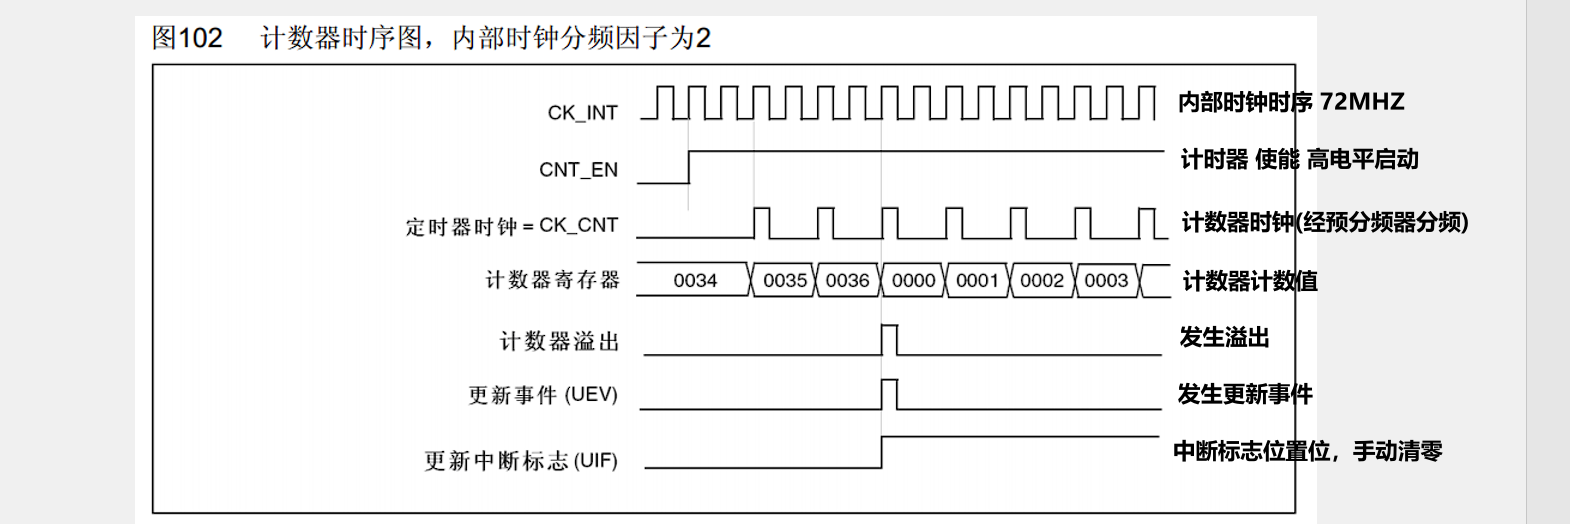 图102 计数器时序图，内部时钟分频因子为2
CK_INT 内部时钟时序 72MHZ
CNT_EN 计时器 使能 高电平启动
定时器时钟 = CK_CNT 计数器时钟(经预分频器分频)
计数器寄存器 0034 0035 0036 0000 0001 0002 0003 计数器计数值
计数器溢出 发生溢出
更新事件 (UEV) 发生更新事件
更新中断标志 (UIF) 中断标志位置位，手动清零